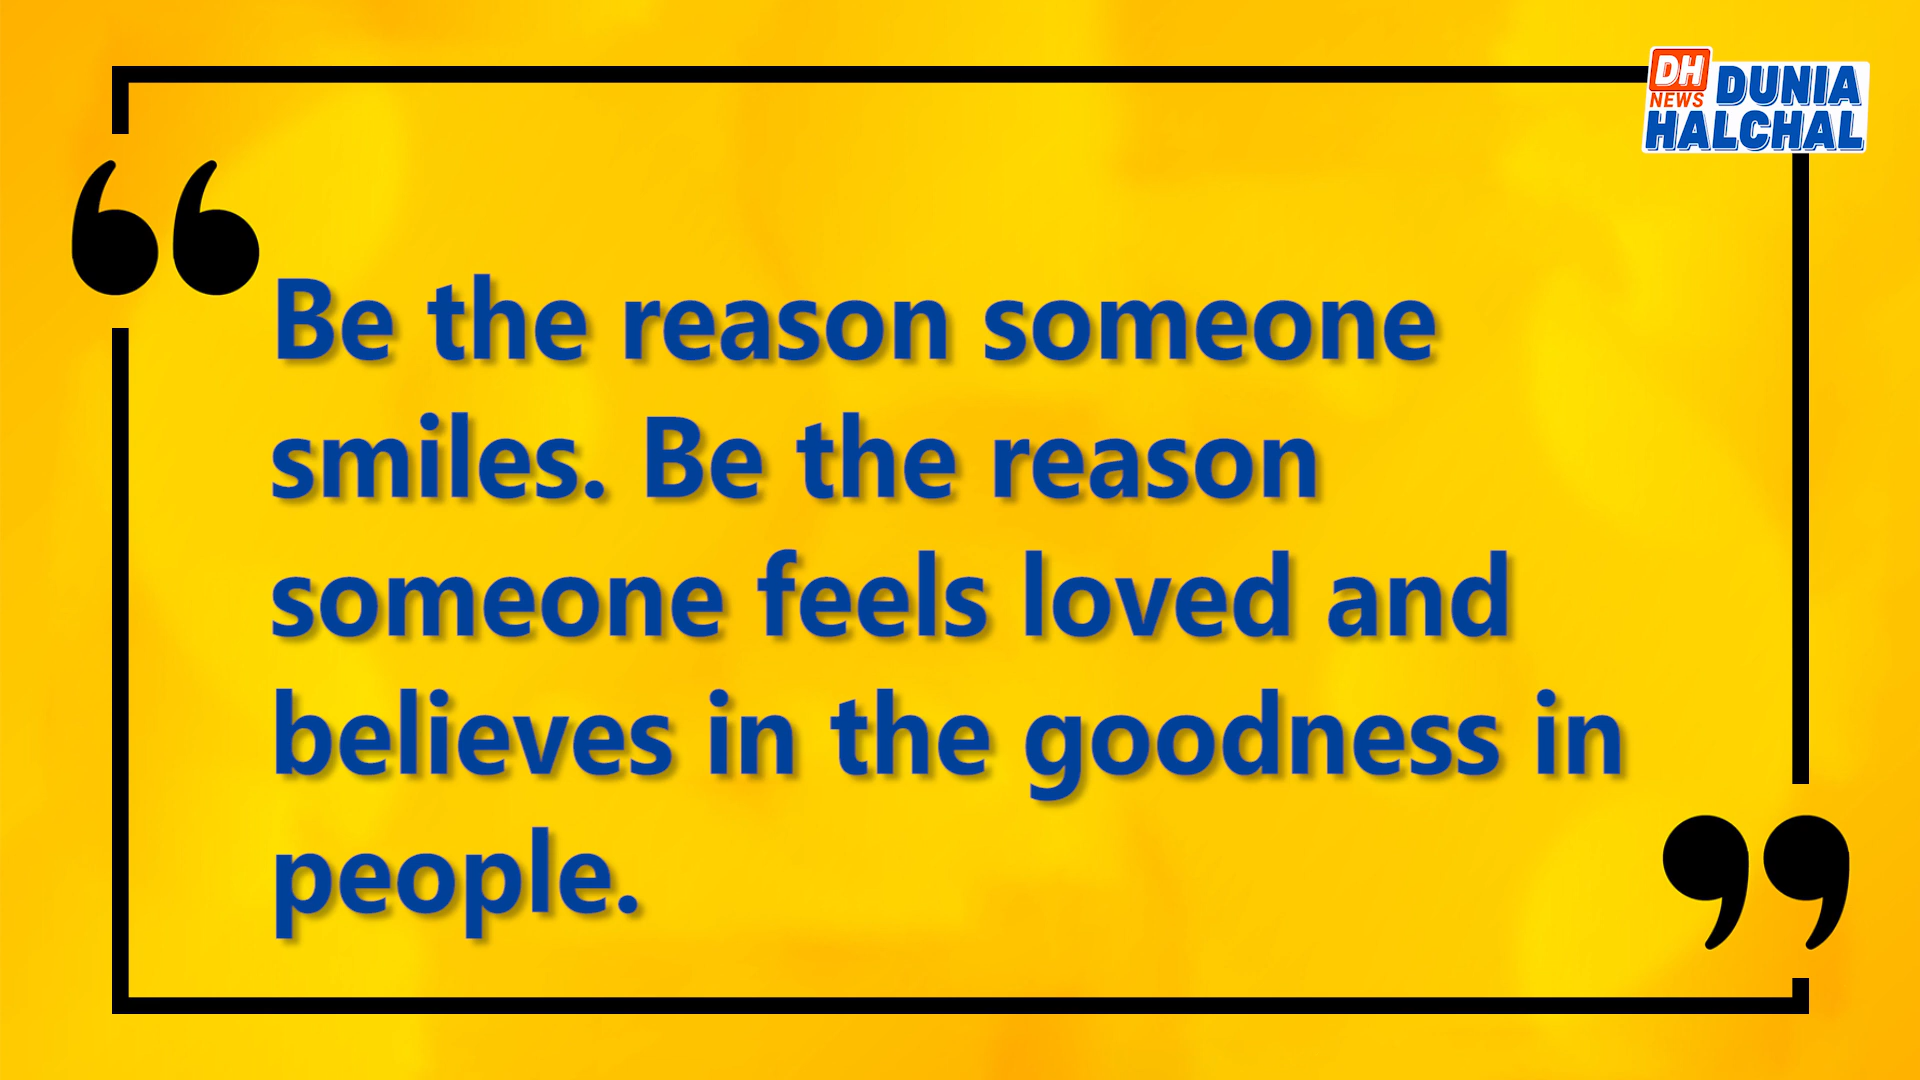 DH
NEWS
DUNIA
HALCHAL
“
Be the reason someone
smiles. Be the reason
someone feels loved and
believes in the goodness in
people.
”